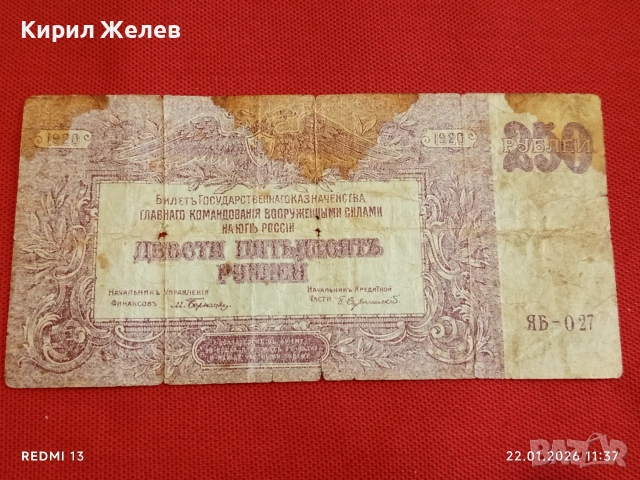 Кирил Желев
1920
1920
250
РУБЛЕЙ
БИЛЕТЪ ГОСУДАРСТВЕННАГО КАЗНАЧЕЙСТВА
ГЛАВНАГО КОМАНДОВАНІЯ ВООРУЖЕННЫМИ СИЛАМИ
НА ЮГѢ РОССІИ
ДВѢСТИ ПЯТЬДЕСЯТЪ
РУБЛЕЙ
НАЧАЛЬНИКЪ УПРАВЛЕНІЯ
ФИНАНСОВЪ
НАЧАЛЬНИКЪ КРЕДИТНОЙ
ЧАСТИ
ЯБ-027
REDMI 13
22.01.2026 11:37
BAZAR